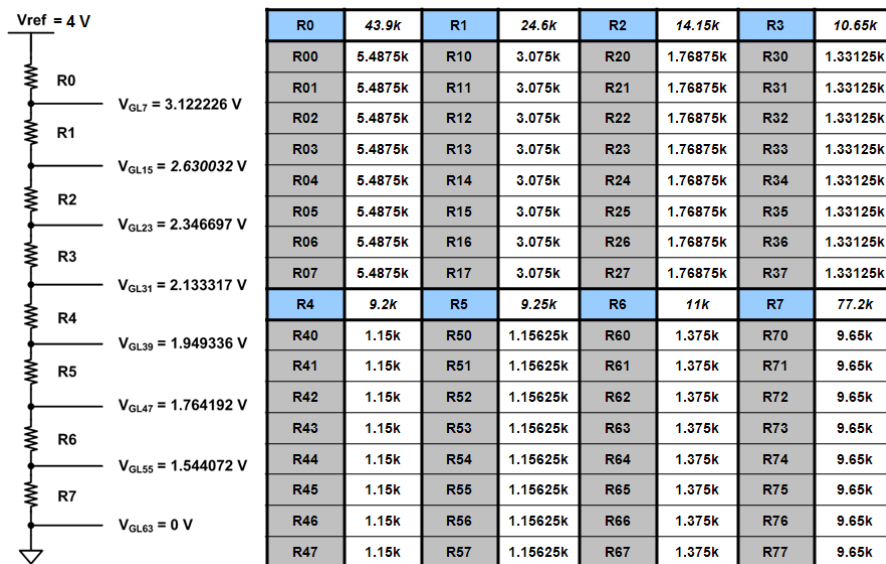 Vref = 4 V
R0
V_GL7 = 3.122226 V
R1
V_GL15 = 2.630032 V
R2
V_GL23 = 2.346697 V
R3
V_GL31 = 2.133317 V
R4
V_GL39 = 1.949336 V
R5
V_GL47 = 1.764192 V
R6
V_GL55 = 1.544072 V
R7
V_GL63 = 0 V
R0 43.9k R1 24.6k R2 14.15k R3 10.65k
R00 5.4875k R10 3.075k R20 1.76875k R30 1.33125k
R01 5.4875k R11 3.075k R21 1.76875k R31 1.33125k
R02 5.4875k R12 3.075k R22 1.76875k R32 1.33125k
R03 5.4875k R13 3.075k R23 1.76875k R33 1.33125k
R04 5.4875k R14 3.075k R24 1.76875k R34 1.33125k
R05 5.4875k R15 3.075k R25 1.76875k R35 1.33125k
R06 5.4875k R16 3.075k R26 1.76875k R36 1.33125k
R07 5.4875k R17 3.075k R27 1.76875k R37 1.33125k
R4 9.2k R5 9.25k R6 11k R7 77.2k
R40 1.15k R50 1.15625k R60 1.375k R70 9.65k
R41 1.15k R51 1.15625k R61 1.375k R71 9.65k
R42 1.15k R52 1.15625k R62 1.375k R72 9.65k
R43 1.15k R53 1.15625k R63 1.375k R73 9.65k
R44 1.15k R54 1.15625k R64 1.375k R74 9.65k
R45 1.15k R55 1.15625k R65 1.375k R75 9.65k
R46 1.15k R56 1.15625k R66 1.375k R76 9.65k
R47 1.15k R57 1.15625k R67 1.375k R77 9.65k